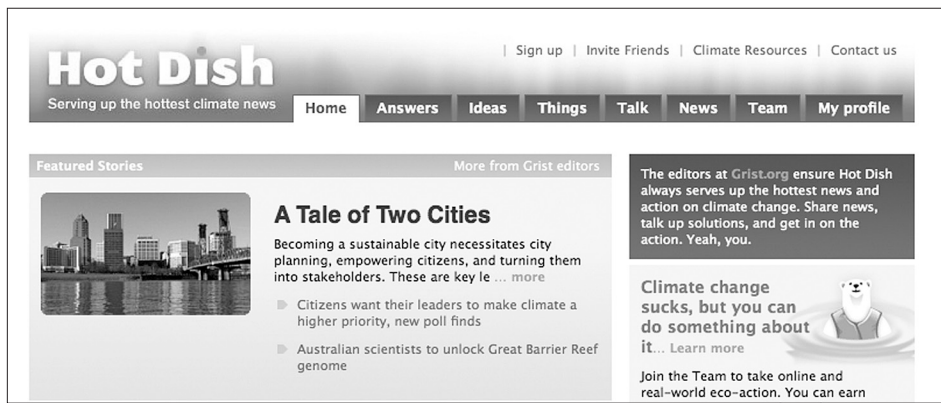 | Sign up | Invite Friends | Climate Resources | Contact us
Hot Dish
Serving up the hottest climate news
Home Answers Ideas Things Talk News Team My profile
Featured Stories More from Grist editors
A Tale of Two Cities
Becoming a sustainable city necessitates city
planning, empowering citizens, and turning them
into stakeholders. These are key le ... more
Citizens want their leaders to make climate a
higher priority, new poll finds
Australian scientists to unlock Great Barrier Reef
genome
The editors at Grist.org ensure Hot Dish
always serves up the hottest news and
action on climate change. Share news,
talk up solutions, and get in on the
action. Yeah, you.
Climate change
sucks, but you can
do something about
it... Learn more
Join the Team to take online and
real-world eco-action. You can earn